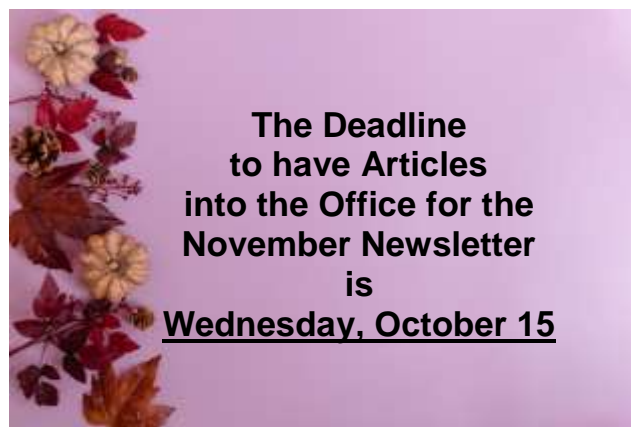 The Deadline
to have Articles
into the Office for the
November Newsletter
is
Wednesday, October 15